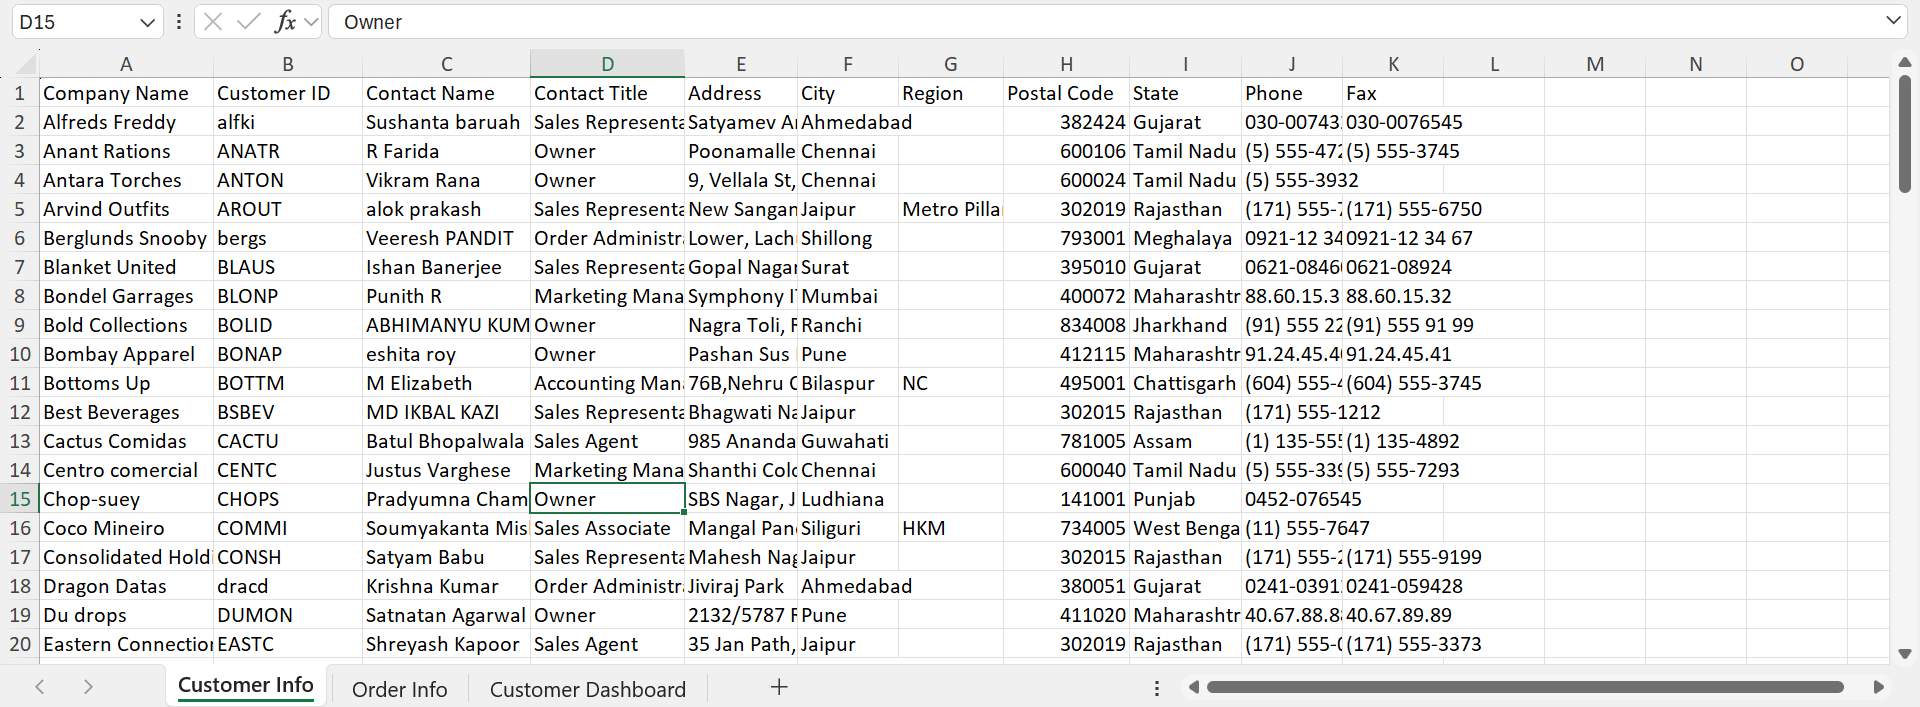 D15 fx Owner
A B C D E F G H I J K L M N O
1 Company Name Customer ID Contact Name Contact Title Address City Region Postal Code State Phone Fax
2 Alfreds Freddy alfki Sushanta baruah Sales Representa Satyamev A Ahmedabad 382424 Gujarat 030-00743 030-0076545
3 Anant Rations ANATR R Farida Owner Poonamalle Chennai 600106 Tamil Nadu (5) 555-472 (5) 555-3745
4 Antara Torches ANTON Vikram Rana Owner 9, Vellala St, Chennai 600024 Tamil Nadu (5) 555-3932
5 Arvind Outfits AROUT alok prakash Sales Representa New Sangan Jaipur Metro Pilla 302019 Rajasthan (171) 555-7 (171) 555-6750
6 Berglunds Snooby bergs Veeresh PANDIT Order Administr Lower, Lach Shillong 793001 Meghalaya 0921-12 34 0921-12 34 67
7 Blanket United BLAUS Ishan Banerjee Sales Representa Gopal Nagar Surat 395010 Gujarat 0621-0846 0621-08924
8 Bondel Garrages BLONP Punith R Marketing Mana Symphony I Mumbai 400072 Maharashtr 88.60.15.3 88.60.15.32
9 Bold Collections BOLID ABHIMANYU KUM Owner Nagra Toli, Ranchi 834008 Jharkhand (91) 555 22 (91) 555 91 99
10 Bombay Apparel BONAP eshita roy Owner Pashan Sus Pune 412115 Maharashtr 91.24.45.4 91.24.45.41
11 Bottoms Up BOTTM M Elizabeth Accounting Man 76B,Nehru Bilaspur NC 495001 Chattisgarh (604) 555-4 (604) 555-3745
12 Best Beverages BSBEV MD IKBAL KAZI Sales Representa Bhagwati Na Jaipur 302015 Rajasthan (171) 555-1212
13 Cactus Comidas CACTU Batul Bhopalwala Sales Agent 985 Ananda Guwahati 781005 Assam (1) 135-555 (1) 135-4892
14 Centro comercial CENTC Justus Varghese Marketing Mana Shanthi Colo Chennai 600040 Tamil Nadu (5) 555-339 (5) 555-7293
15 Chop-suey CHOPS Pradyumna Cham Owner SBS Nagar, J Ludhiana 141001 Punjab 0452-076545
16 Coco Mineiro COMMI Soumyakanta Mis Sales Associate Mangal Pan Siliguri HKM 734005 West Benga (11) 555-7647
17 Consolidated Holdi CONSH Satyam Babu Sales Representa Mahesh Nag Jaipur 302015 Rajasthan (171) 555-2 (171) 555-9199
18 Dragon Datas dracd Krishna Kumar Order Administr Jiviraj Park Ahmedabad 380051 Gujarat 0241-0391 0241-059428
19 Du drops DUMON Satnatan Agarwal Owner 2132/5787 Pune 411020 Maharashtr 40.67.88.8 40.67.89.89
20 Eastern Connection EASTC Shreyash Kapoor Sales Agent 35 Jan Path, Jaipur 302019 Rajasthan (171) 555-0 (171) 555-3373
Customer Info Order Info Customer Dashboard